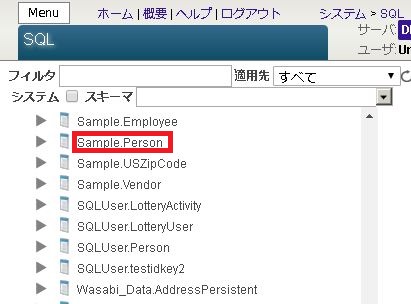 Menu ホーム | 概要 | ヘルプ | ログアウト システム > SQL
サーバ:
SQL ユーザ:
フィルタ 適用先 すべて
システム スキーマ
Sample.Employee
Sample.Person
Sample.USZipCode
Sample.Vendor
SQLUser.LotteryActivity
SQLUser.LotteryUser
SQLUser.Person
SQLUser.testidkey2
Wasabi_Data.AddressPersistent